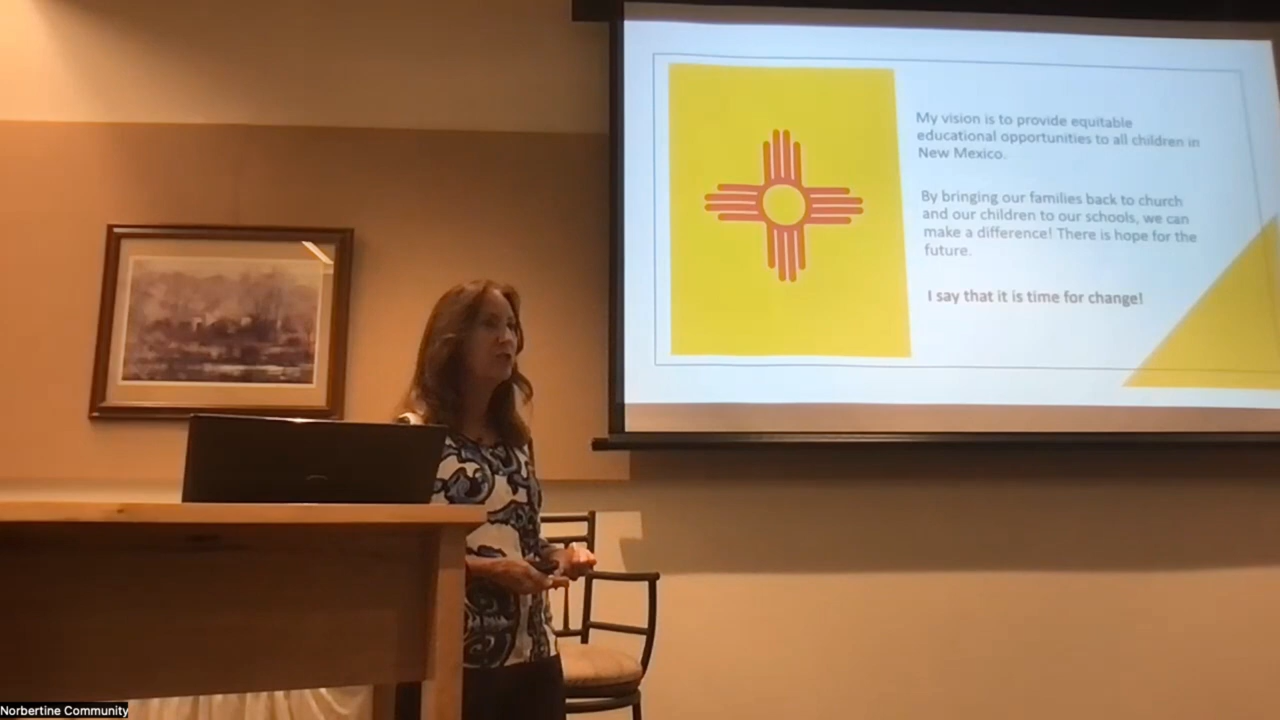 My vision is to provide equitable
educational opportunities to all children in
New Mexico.
By bringing our families back to church
and our children to our schools, we can
make a difference! There is hope for the
future.
I say that it is time for change!
Norbertine Community